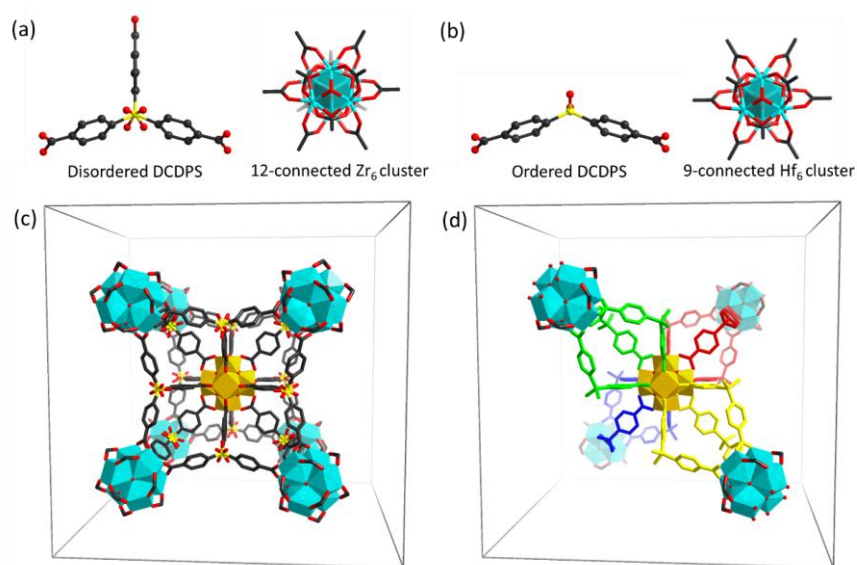 (a)
(b)
Disordered DCDPS
12-connected Zr₆ cluster
Ordered DCDPS
9-connected Hf₆ cluster
(c)
(d)